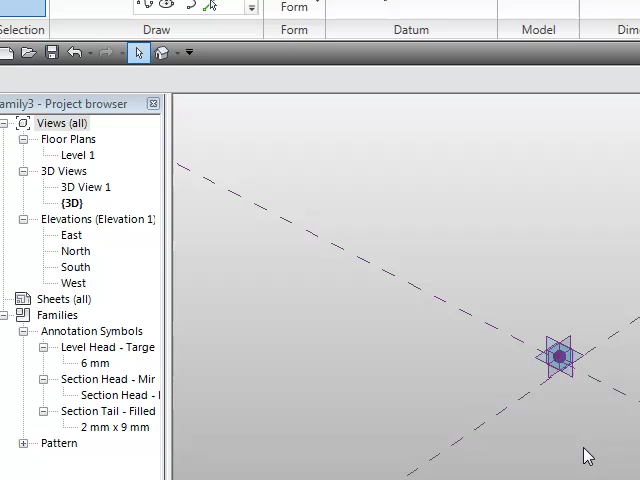 Form
Selection
Draw
Form
Datum
Model
Dime
amily3 - Project browser
Views (all)
Floor Plans
Level 1
3D Views
3D View 1
{3D}
Elevations (Elevation 1)
East
North
South
West
Sheets (all)
Families
Annotation Symbols
Level Head - Targe
6 mm
Section Head - Mir
Section Head - I
Section Tail - Filled
2 mm x 9 mm
Pattern